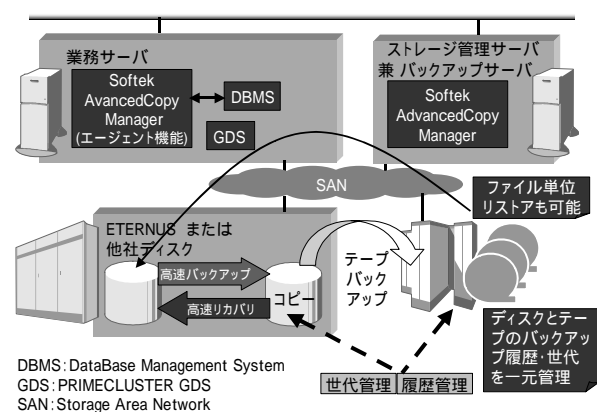 業務サーバ
Softek
AvancedCopy
Manager
(エージェント機能)
DBMS
GDS
ストレージ管理サーバ
兼 バックアップサーバ
Softek
AdvancedCopy
Manager
SAN
ファイル単位
リストアも可能
ETERNUS または
他社ディスク
高速バックアップ
高速リカバリ
コピー
テープ
バック
アップ
ディスクとテー
プのバックアッ
プ履歴・世代
を一元管理
世代管理
履歴管理
DBMS:DataBase Management System
GDS:PRIMECLUSTER GDS
SAN:Storage Area Network